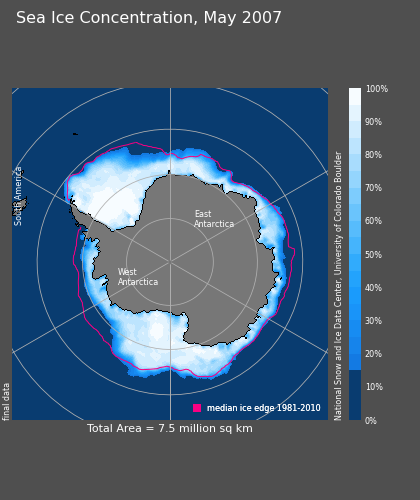 Sea Ice Concentration, May 2007
South America
East
Antarctica
West
Antarctica
final data
median ice edge 1981-2010
Total Area = 7.5 million sq km
National Snow and Ice Data Center, University of Colorado Boulder
100%
90%
80%
70%
60%
50%
40%
30%
20%
10%
0%